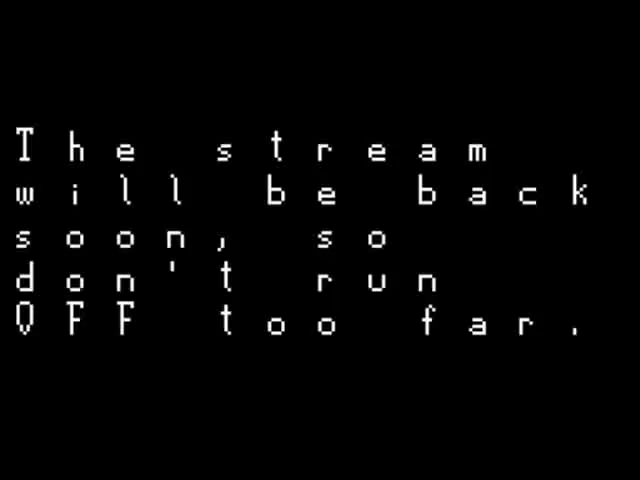 The stream
will be back
soon, so
don't run
OFF too far.